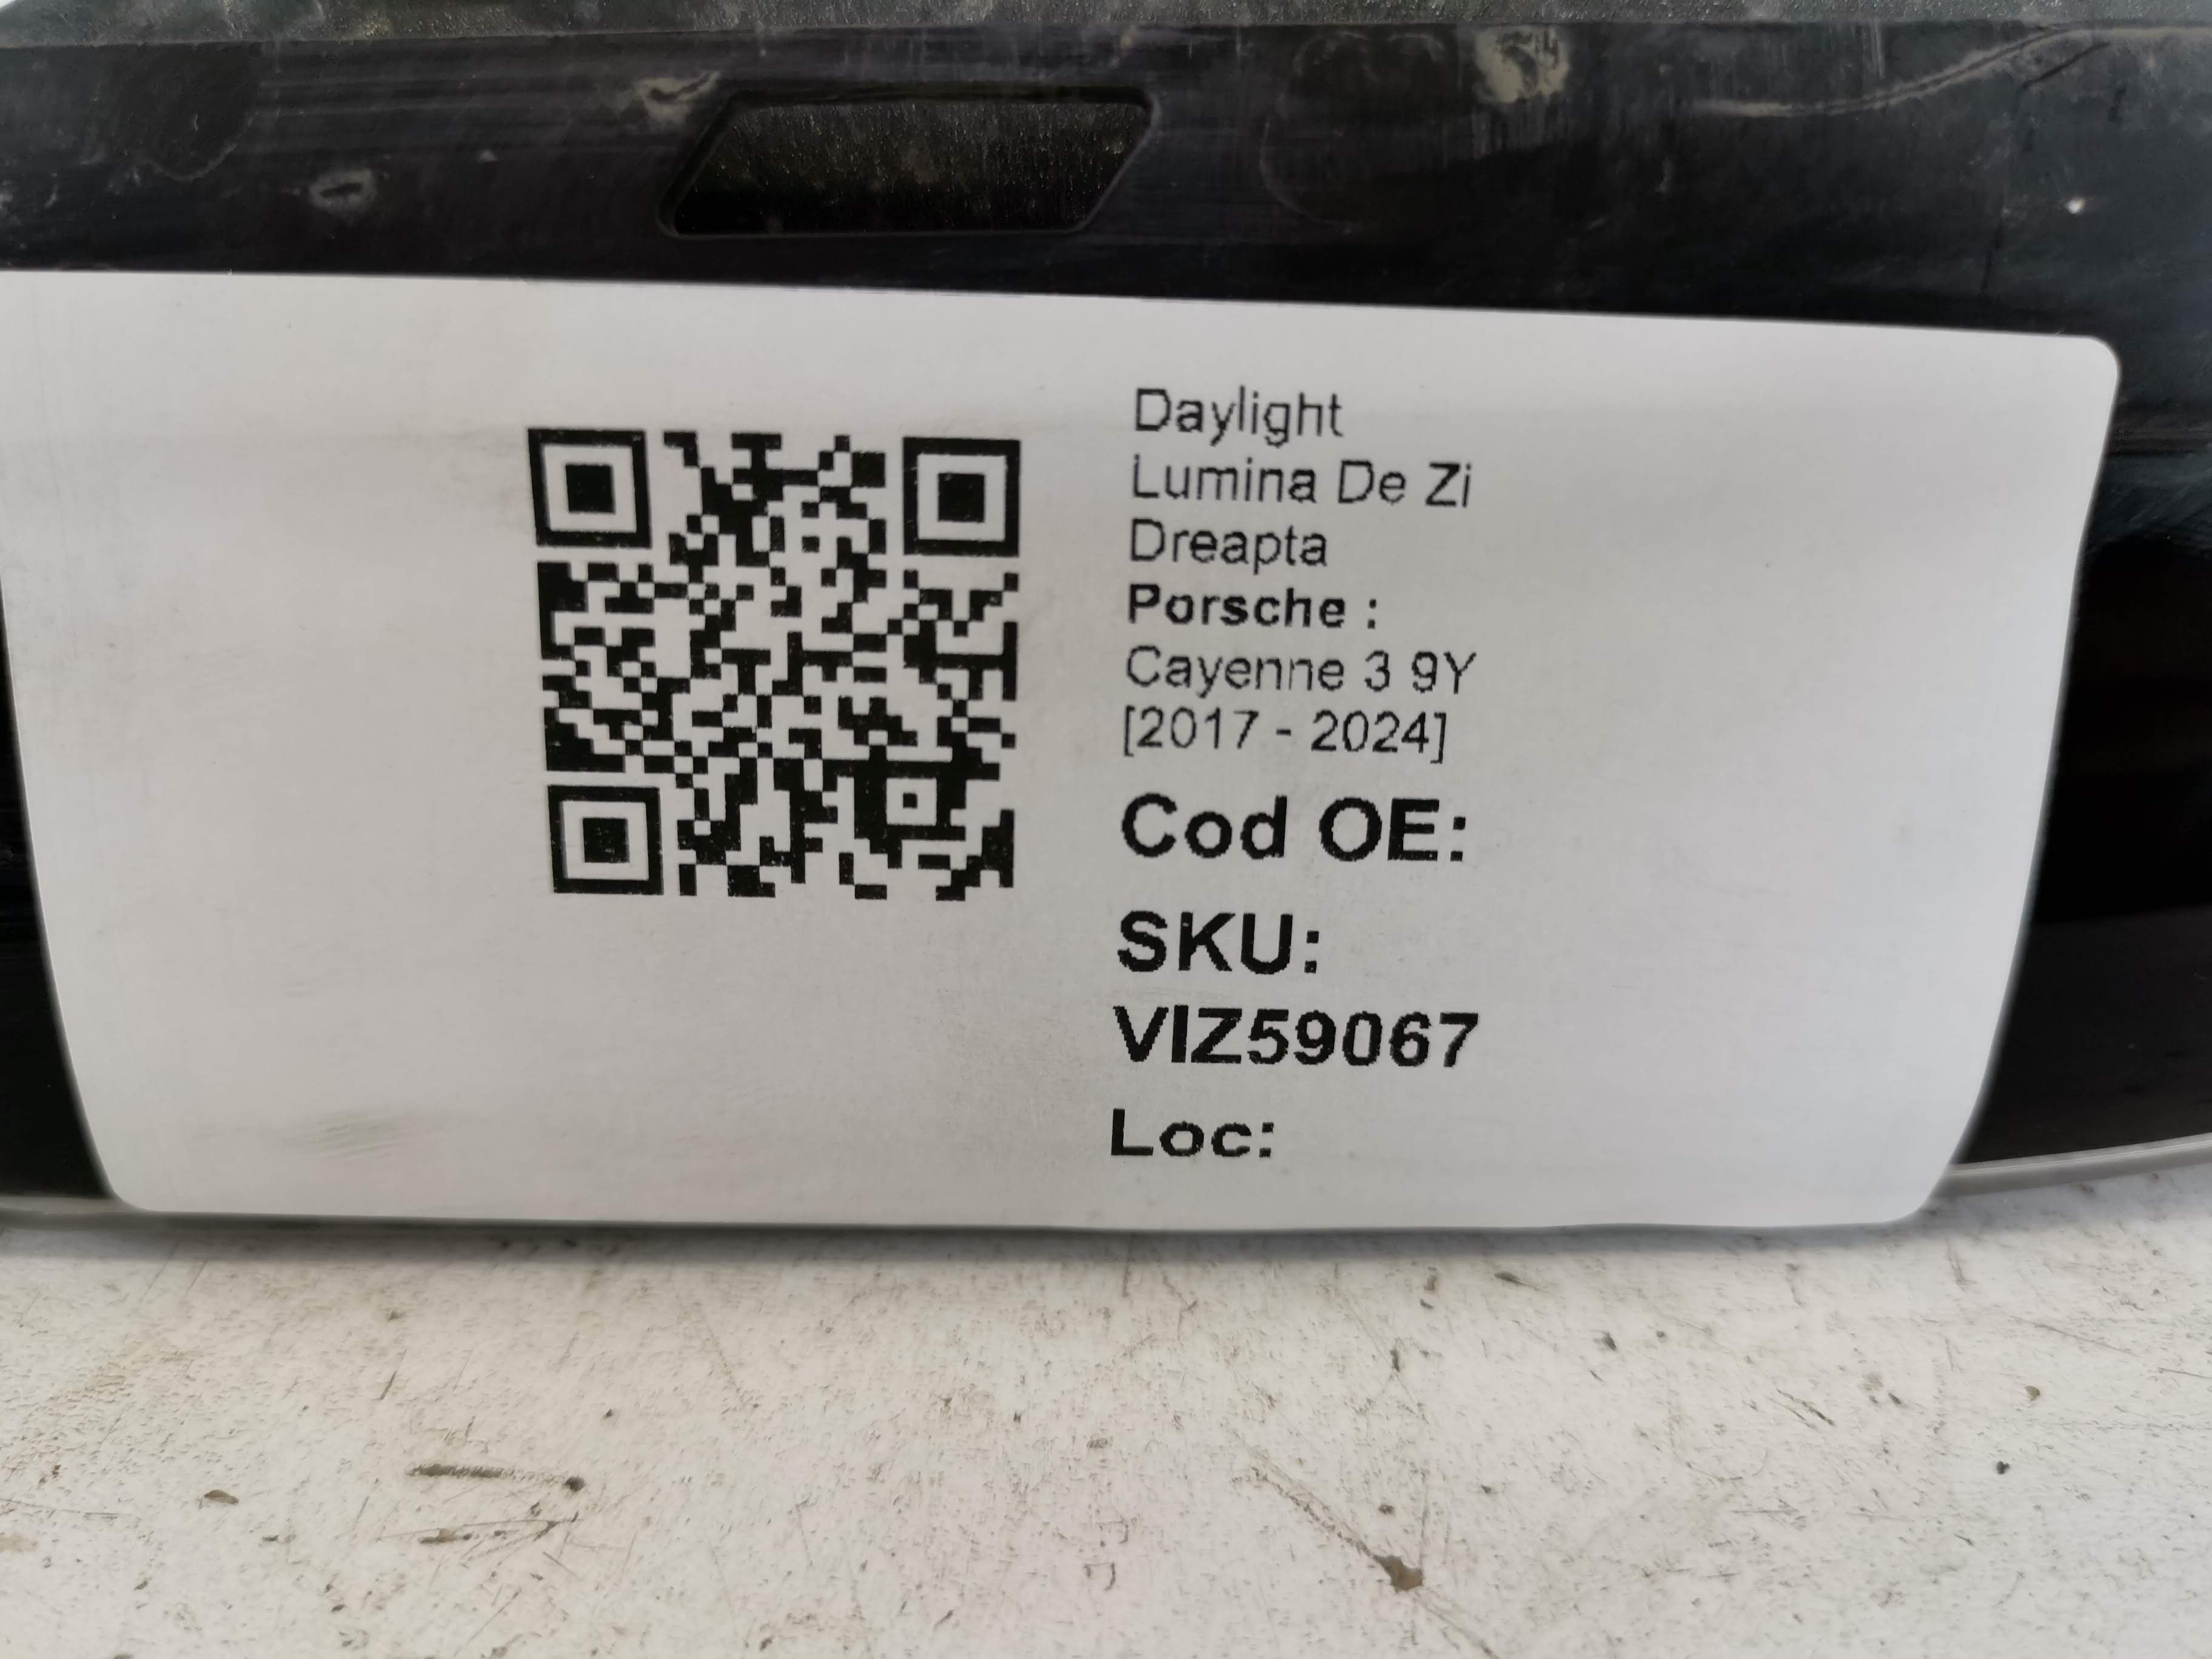 Daylight
Lumina De Zi
Dreapta
Porsche :
Cayenne 3 9Y
[2017 - 2024]
Cod OE:
SKU:
VIZ59067
Loc: